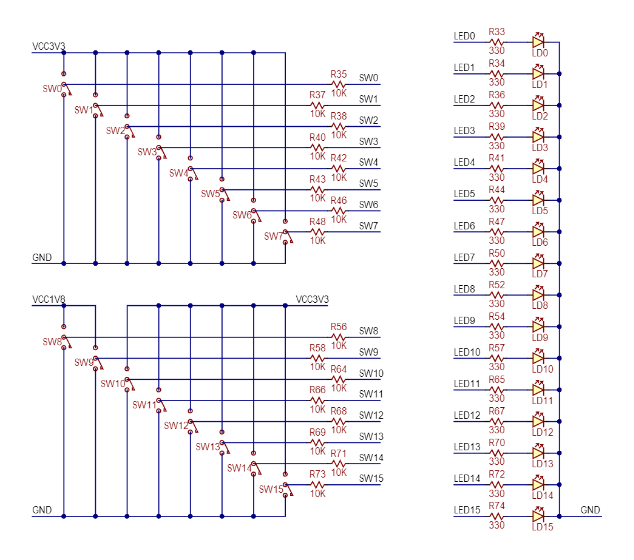 VCC3V3
SW0
R35
10K
SW0
SW1
R37
10K
SW1
SW2
R38
10K
SW2
SW3
R40
10K
SW3
SW4
R42
10K
SW4
SW5
R43
10K
SW5
SW6
R46
10K
SW6
SW7
R48
10K
SW7
GND
VCC1V8
VCC3V3
SW8
R56
10K
SW8
SW9
R58
10K
SW9
SW10
R64
10K
SW10
SW11
R66
10K
SW11
SW12
R68
10K
SW12
SW13
R69
10K
SW13
SW14
R71
10K
SW14
SW15
R73
10K
SW15
GND
LED0
R33
330
LD0
LED1
R34
330
LD1
LED2
R36
330
LD2
LED3
R39
330
LD3
LED4
R41
330
LD4
LED5
R44
330
LD5
LED6
R47
330
LD6
LED7
R50
330
LD7
LED8
R52
330
LD8
LED9
R54
330
LD9
LED10
R57
330
LD10
LED11
R65
330
LD11
LED12
R67
330
LD12
LED13
R70
330
LD13
LED14
R72
330
LD14
LED15
R74
330
LD15
GND